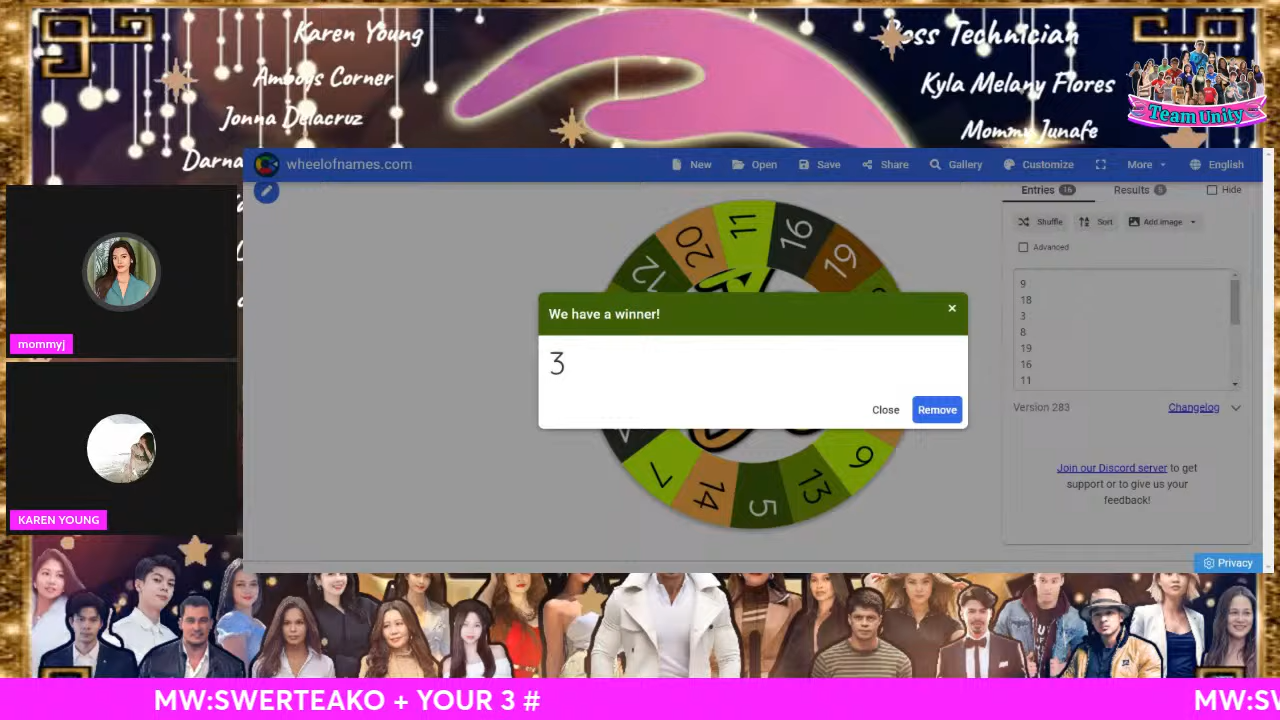 Karen Young
Amboys Corner
Jonna Delacruz
Darna
Boss Technician
Kyla Melany Flores
Mommy Junafe
Team Unity
wheelofnames.com
New
Open
Save
Share
Gallery
Customize
More
English
Entries 16
Results 5
Hide
Shuffle
Sort
Add image
Advanced
9
18
3
8
19
16
11
Version 283
Changelog
Join our Discord server to get
support or to give us your
feedback!
Privacy
12
20
11
16
19
We have a winner!
3
Close
Remove
7
14
5
13
9
mommyj
KAREN YOUNG
MW:SWERTEAKO + YOUR 3 #
MW:SW